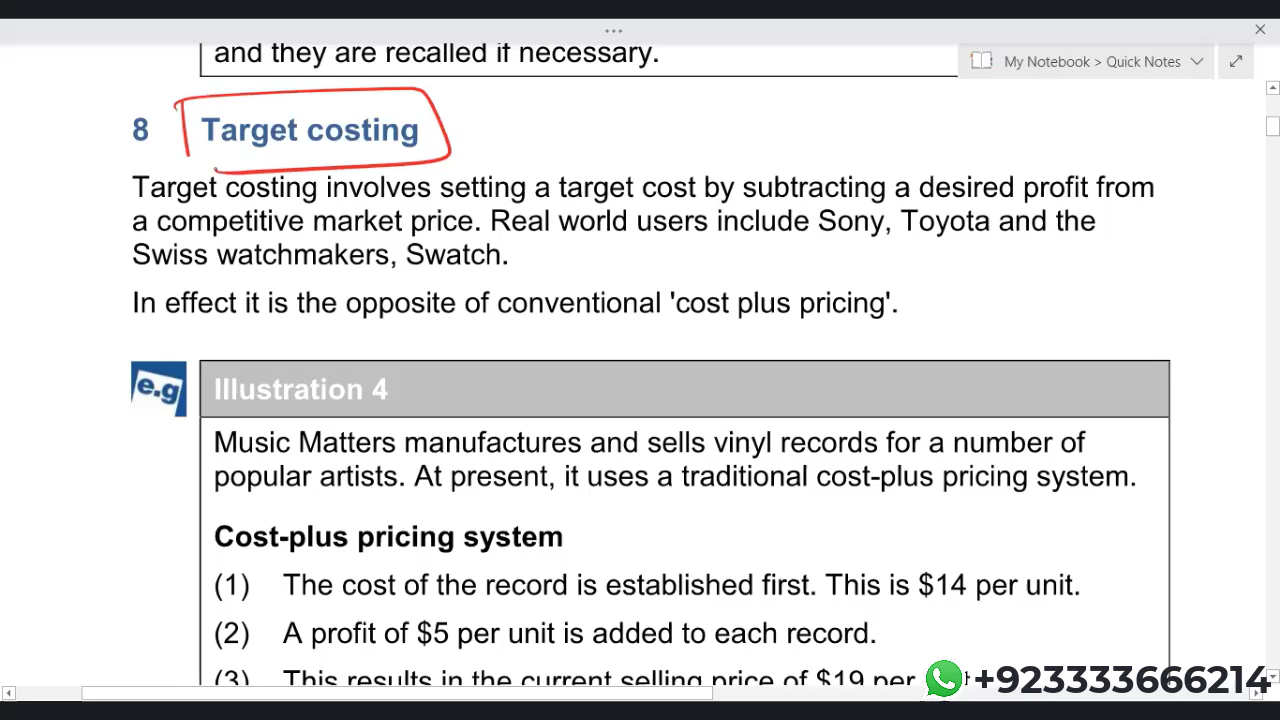 and they are recalled if necessary.
My Notebook > Quick Notes
8 Target costing
Target costing involves setting a target cost by subtracting a desired profit from
a competitive market price. Real world users include Sony, Toyota and the
Swiss watchmakers, Swatch.
In effect it is the opposite of conventional 'cost plus pricing'.
e.g
Illustration 4
Music Matters manufactures and sells vinyl records for a number of
popular artists. At present, it uses a traditional cost-plus pricing system.
Cost-plus pricing system
(1) The cost of the record is established first. This is $14 per unit.
(2) A profit of $5 per unit is added to each record.
(3) This results in the current selling price of $19 per
+923333666214